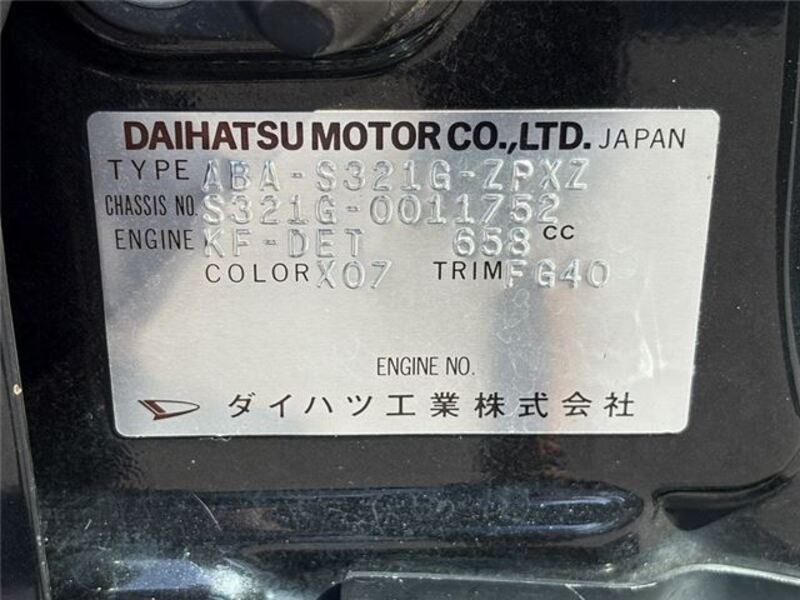 DAIHATSU MOTOR CO.,LTD. JAPAN
TYPE ABA-S321G-ZPXZ
CHASSIS NO. S321G-0011752
ENGINE KF-DET 658 CC
COLOR X07 TRIM FG40
ENGINE NO.
ダイハツ工業株式会社